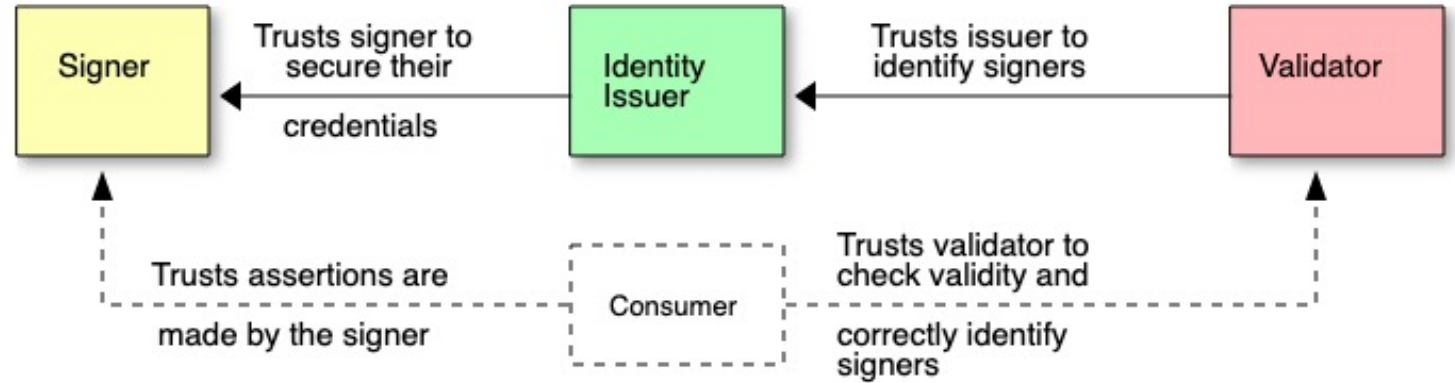 Signer
Trusts signer to
secure their
credentials
Identity
Issuer
Trusts issuer to
identify signers
Validator
Trusts assertions are
made by the signer
Consumer
Trusts validator to
check validity and
correctly identify
signers